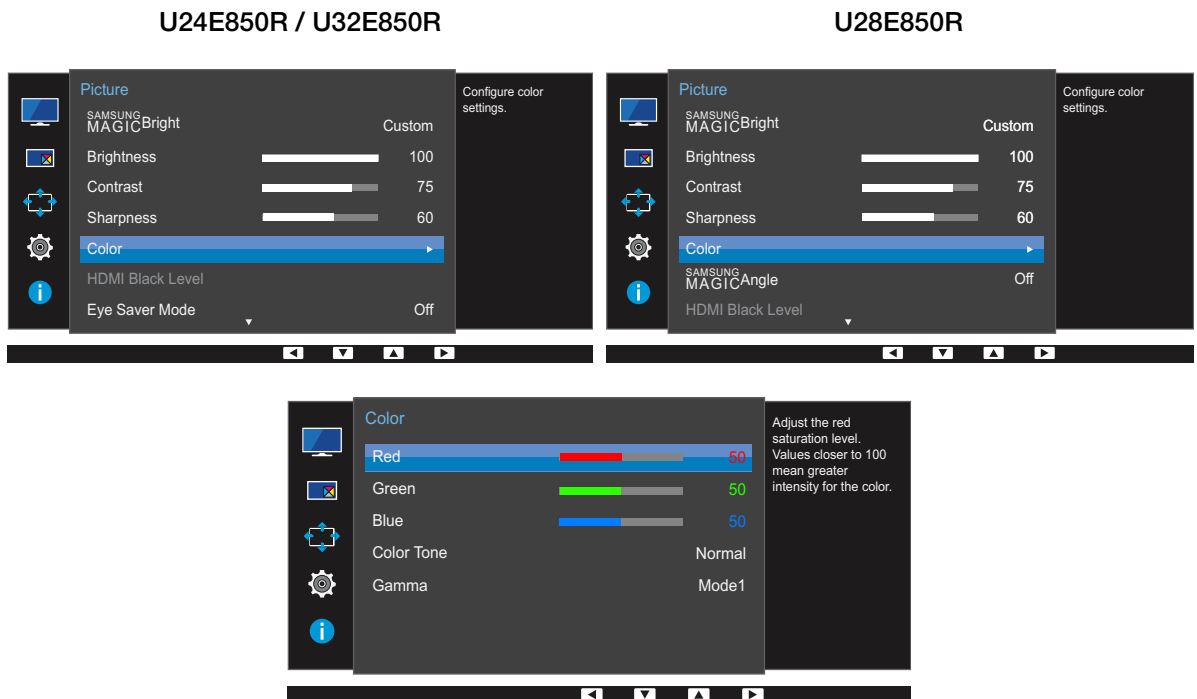 U24E850R / U32E850R
Picture
SAMSUNG
MAGICBright Custom
Brightness 100
Contrast 75
Sharpness 60
Color
HDMI Black Level
Eye Saver Mode Off
Configure color
settings.
U28E850R
Picture
SAMSUNG
MAGICBright Custom
Brightness 100
Contrast 75
Sharpness 60
Color
SAMSUNG
MAGICAngle Off
HDMI Black Level
Configure color
settings.
Color
Red 50
Green 50
Blue 50
Color Tone Normal
Gamma Mode1
Adjust the red
saturation level.
Values closer to 100
mean greater
intensity for the color.